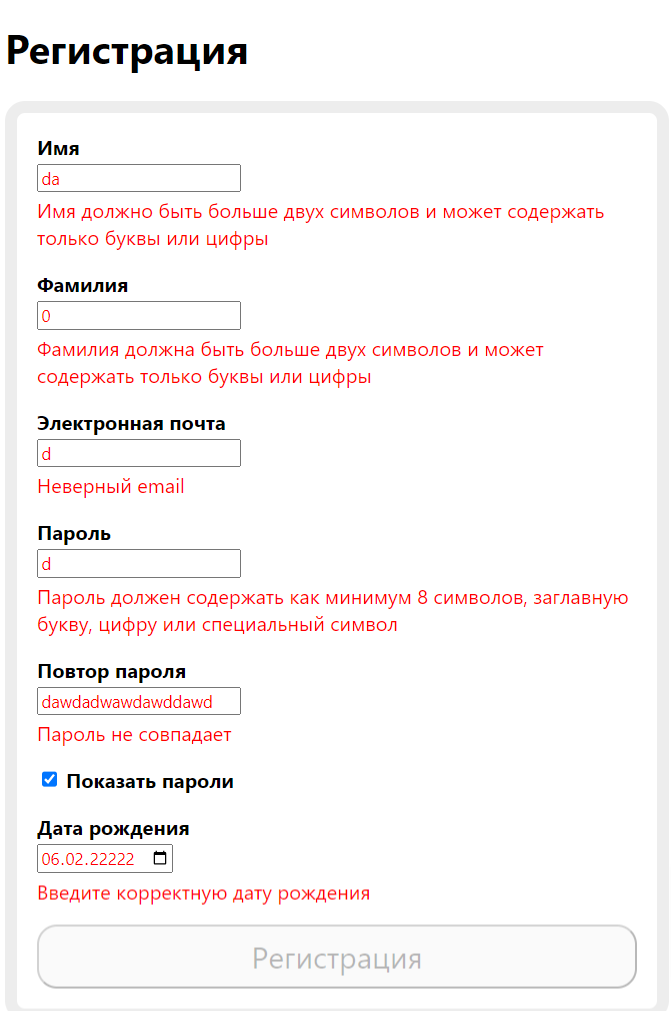 Регистрация
Имя
da
Имя должно быть больше двух символов и может содержать
только буквы или цифры
Фамилия
0
Фамилия должна быть больше двух символов и может
содержать только буквы или цифры
Электронная почта
d
Неверный email
Пароль
d
Пароль должен содержать как минимум 8 символов, заглавную
букву, цифру или специальный символ
Повтор пароля
dawdadwawdawddawd
Пароль не совпадает
Показать пароли
Дата рождения
06.02.22222
Введите корректную дату рождения
Регистрация